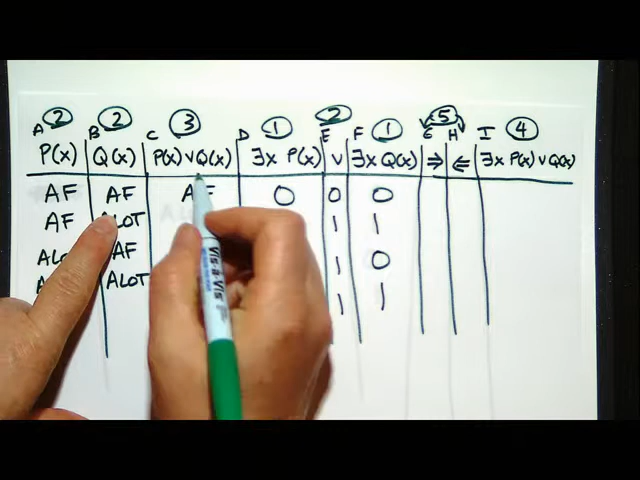 A ② B ② C ③ D ① E ② F ① G ⑤ H I ④
P(x) Q(x) P(x)∨Q(x) ∃x P(x) ∨ ∃x Q(x) ⇒ ⇐ ∃x P(x)∨Q(x)
AF AF AF 0 0 0
AF ALOT 1 1
AF 1 0
ALOT 1 1
VIS-à-VIS